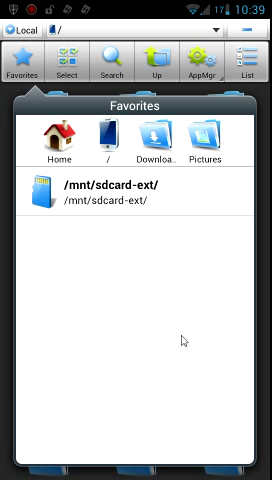 17 10:39
Local /
Favorites Select Search Up AppMgr List
Favorites
Home / Downloa.. Pictures
/mnt/sdcard-ext/
/mnt/sdcard-ext/